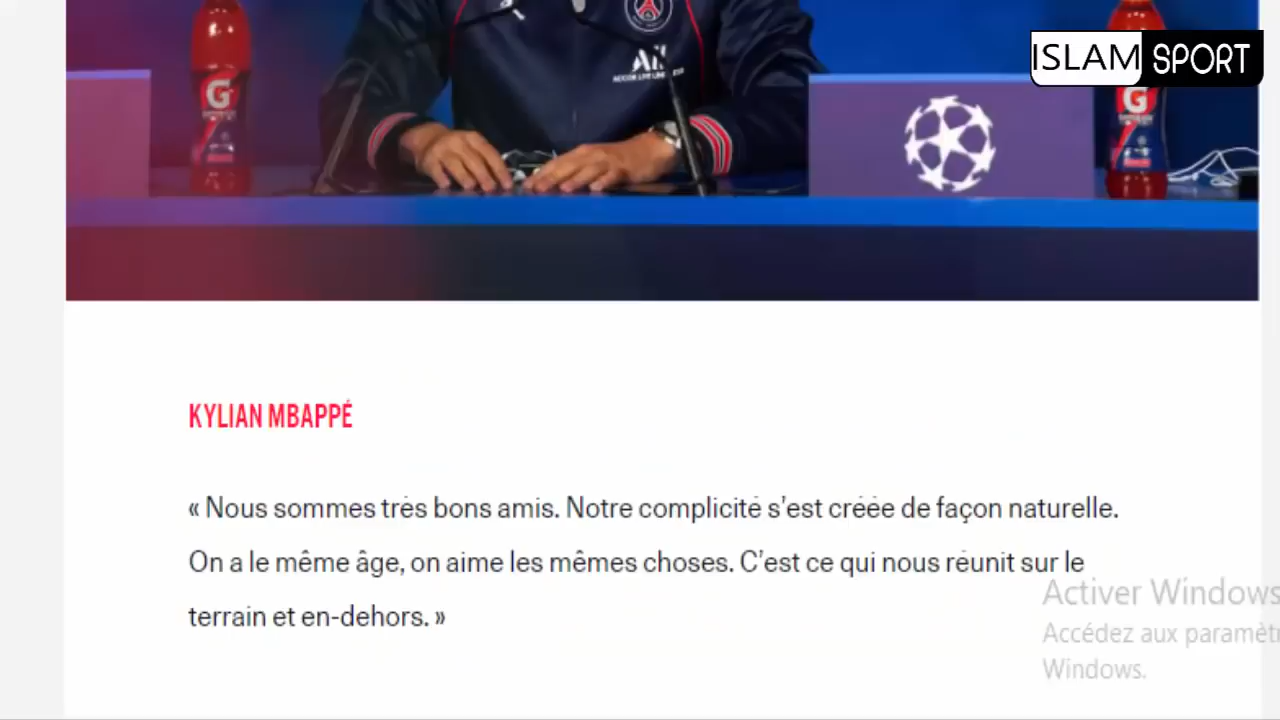 ISLAM SPORT
G
G
KYLIAN MBAPPÉ
« Nous sommes très bons amis. Notre complicité s'est créée de façon naturelle.
On a le même âge, on aime les mêmes choses. C'est ce qui nous réunit sur le
terrain et en-dehors. »
Activer Windows
Accédez aux paramèt
Windows.